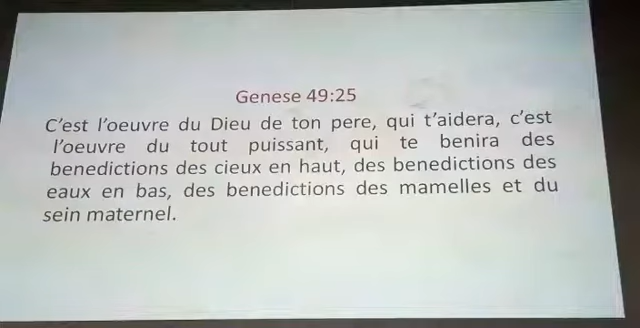 Genese 49:25
C'est l'oeuvre du Dieu de ton pere, qui t'aidera, c'est
l'oeuvre du tout puissant, qui te benira des
benedictions des cieux en haut, des benedictions des
eaux en bas, des benedictions des mamelles et du
sein maternel.